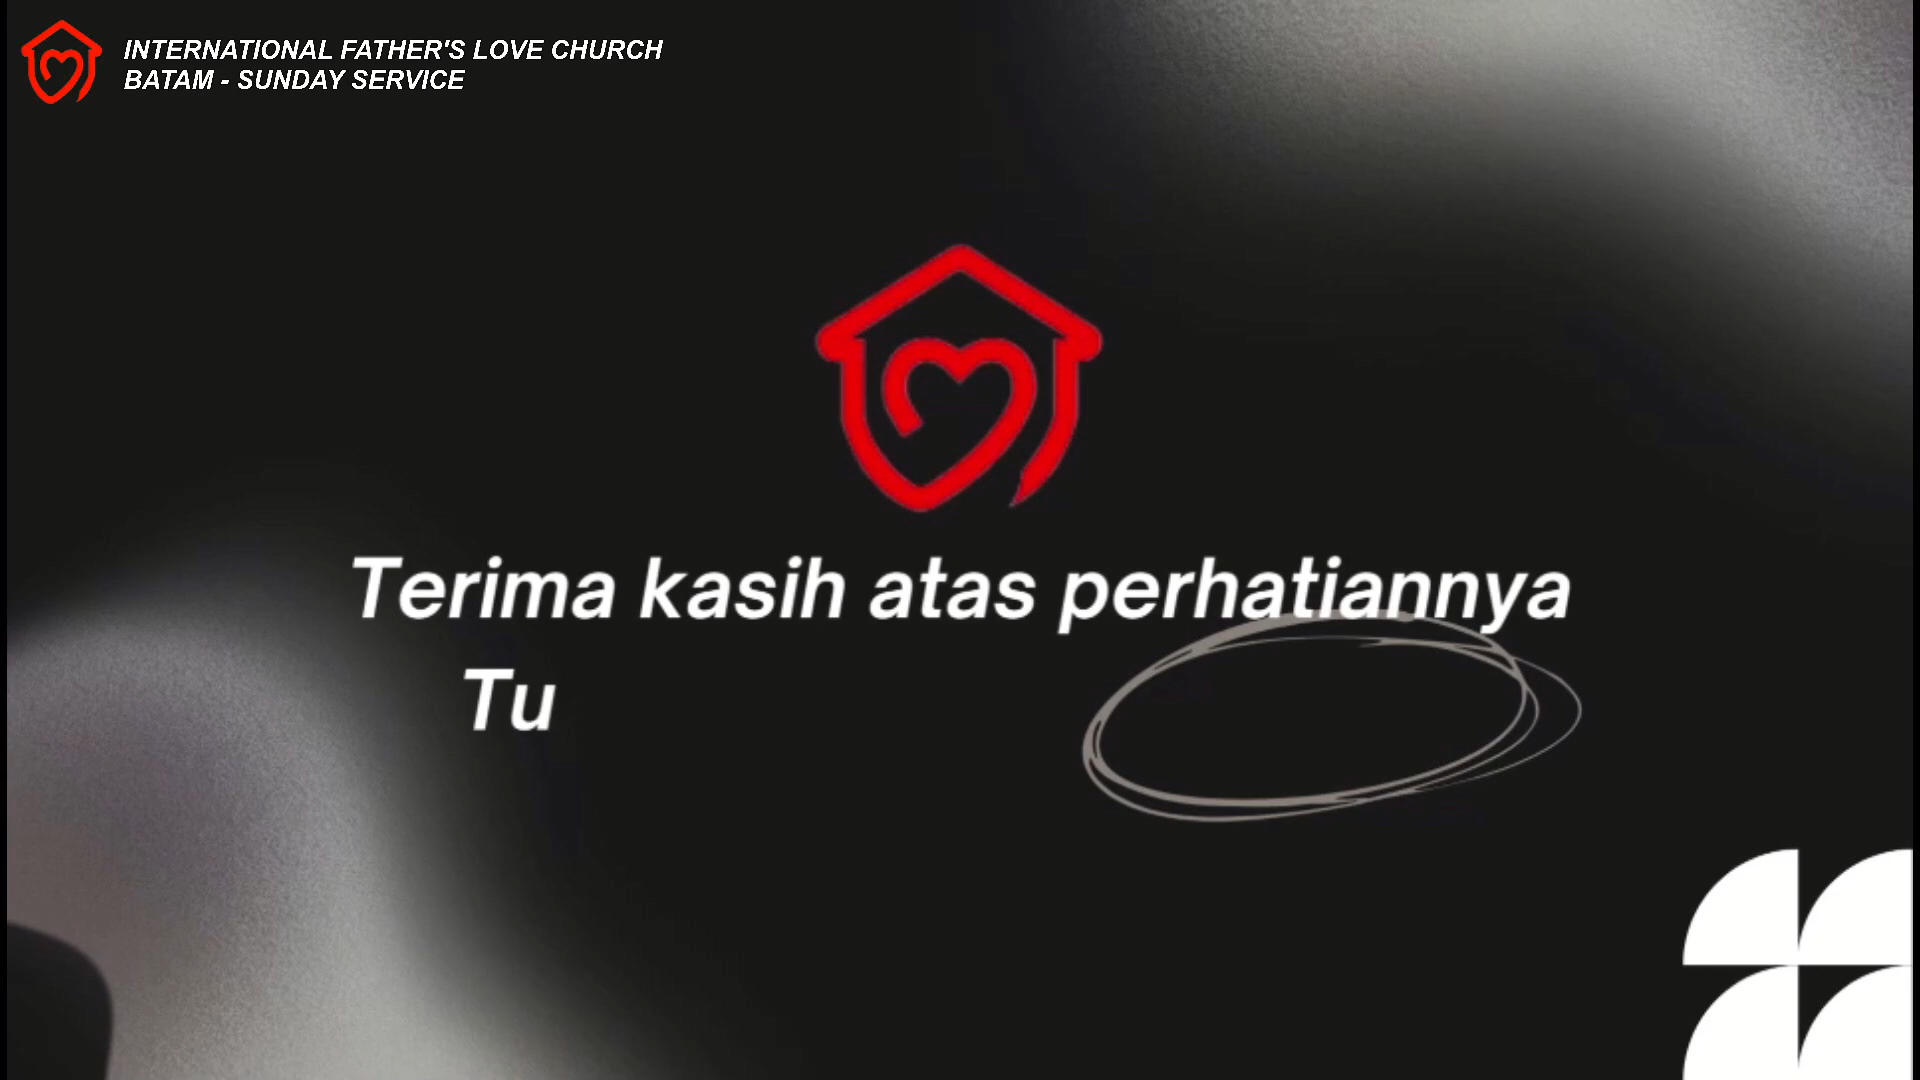 INTERNATIONAL FATHER'S LOVE CHURCH
BATAM - SUNDAY SERVICE
Terima kasih atas perhatiannya
Tu